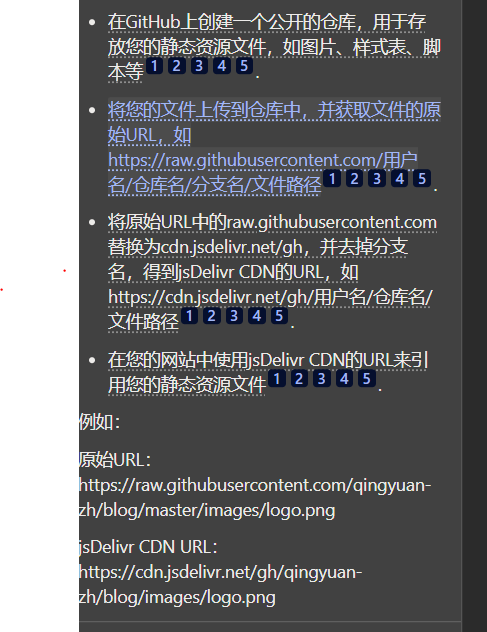 在GitHub上创建一个公开的仓库，用于存
放您的静态资源文件，如图片、样式表、脚
本等 1 2 3 4 5 .
将您的文件上传到仓库中，并获取文件的原
始URL，如
https://raw.githubusercontent.com/用户
名/仓库名/分支名/文件路径 1 2 3 4 5 .
将原始URL中的raw.githubusercontent.com
替换为cdn.jsdelivr.net/gh，并去掉分支
名，得到jsDelivr CDN的URL，如
https://cdn.jsdelivr.net/gh/用户名/仓库名/
文件路径 1 2 3 4 5 .
在您的网站中使用jsDelivr CDN的URL来引
用您的静态资源文件 1 2 3 4 5 .
例如：
原始URL：
https://raw.githubusercontent.com/qingyuan-
zh/blog/master/images/logo.png
jsDelivr CDN URL：
https://cdn.jsdelivr.net/gh/qingyuan-
zh/blog/images/logo.png